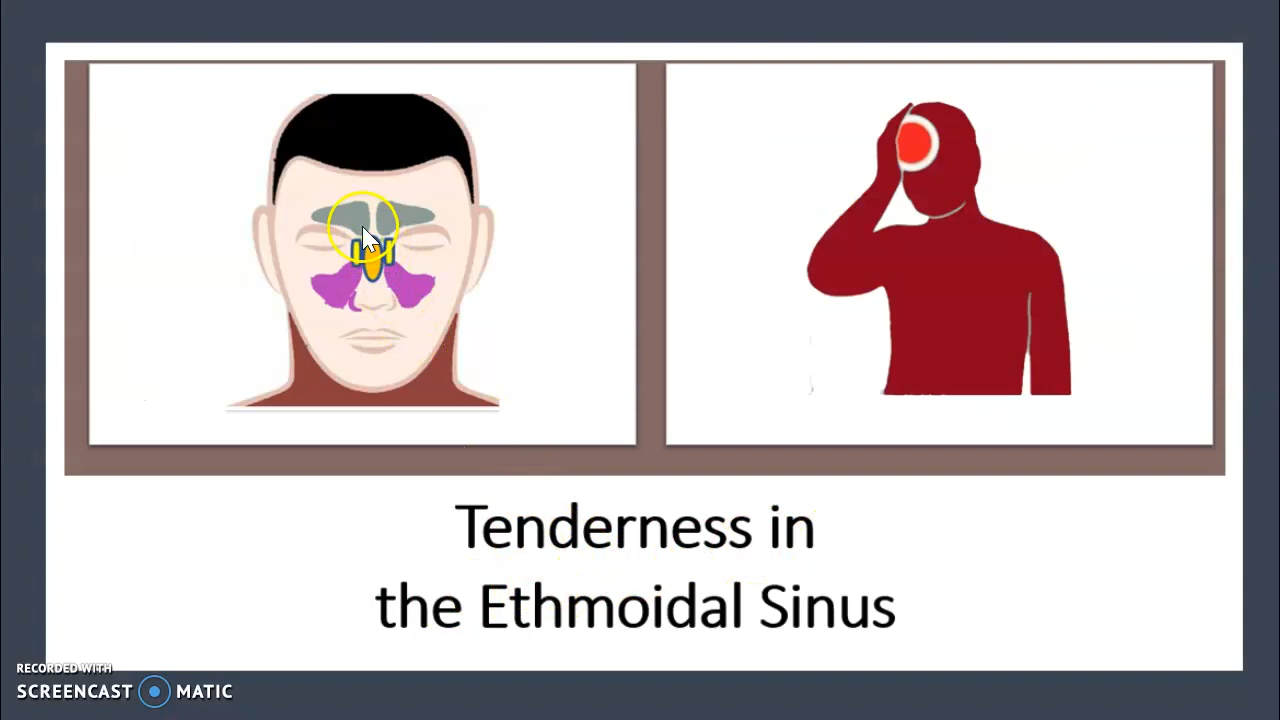 Tenderness in
the Ethmoidal Sinus
RECORDED WITH
SCREENCAST MATIC